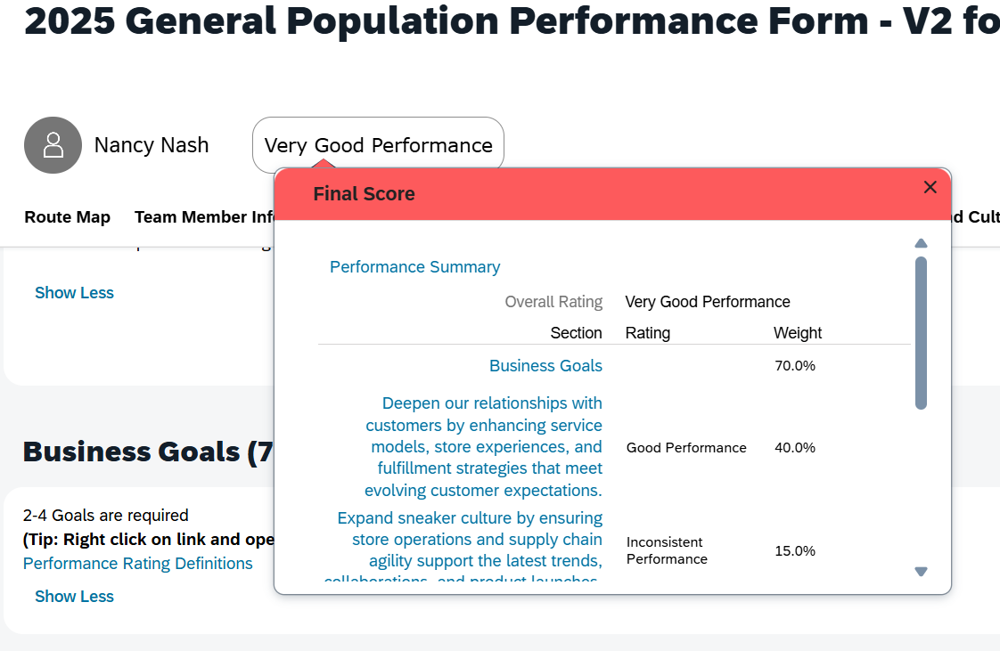 2025 General Population Performance Form - V2 fo
Nancy Nash
Very Good Performance
Final Score
Route Map
Team Member Inf
d Cult
Show Less
Performance Summary
Overall Rating
Very Good Performance
Section
Rating
Weight
Business Goals
70.0%
Deepen our relationships with
customers by enhancing service
models, store experiences, and
fulfillment strategies that meet
evolving customer expectations.
Good Performance
40.0%
Expand sneaker culture by ensuring
store operations and supply chain
agility support the latest trends,
collaborations, and product launches.
Inconsistent
Performance
15.0%
Business Goals (7
2-4 Goals are required
(Tip: Right click on link and ope
Performance Rating Definitions
Show Less